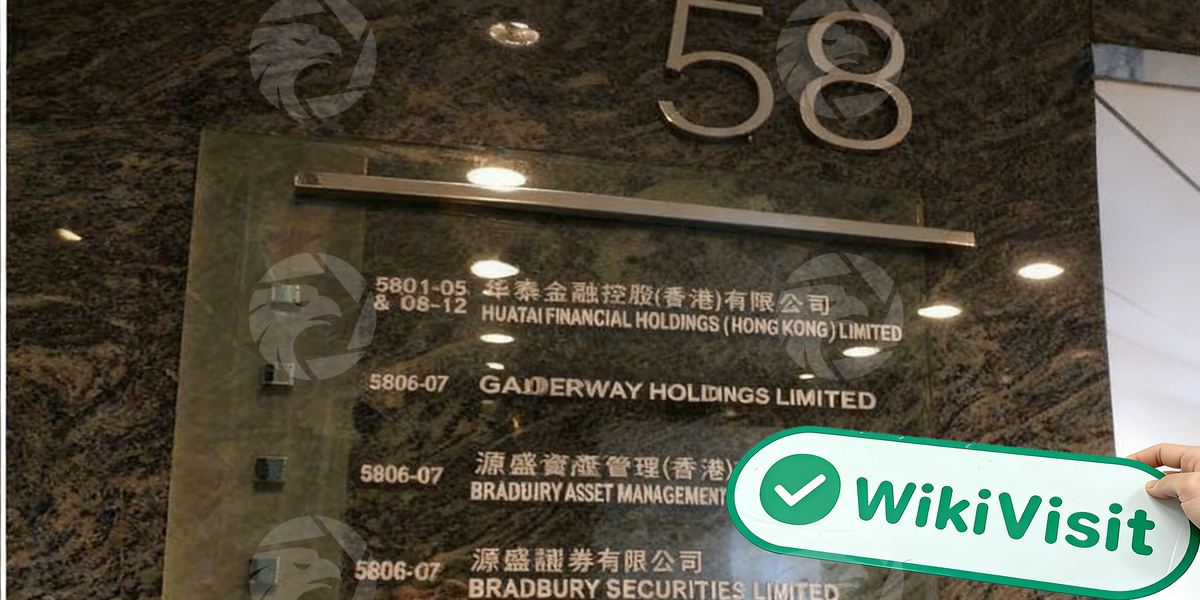 58
5801-05 華泰金融控股(香港)有限公司
& 08-12 HUATAI FINANCIAL HOLDINGS (HONG KONG) LIMITED
5806-07 HOLDINGS LIMITED
5806-07 源盛資產管理(香港)
BRADBURY ASSET MANAGEMENT
5806-07 源盛證券有限公司
BRADBURY SECURITIES LIMITED
WikiVisit